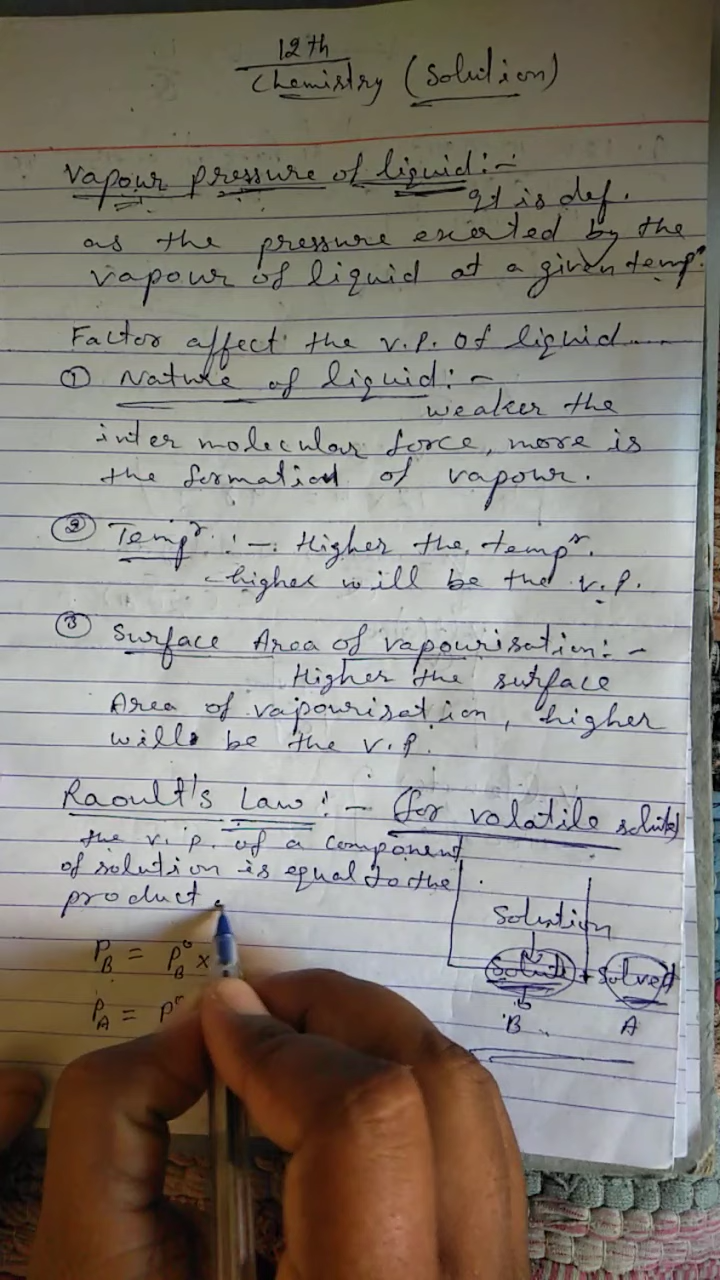 12th
Chemistry (Solution)
Vapour pressure of liquid:-
It is def.
as the pressure exerted by the
vapour of liquid at a given tempr.
Factor affect the v.p. of liquid....
① Nature of liquid:-
weaker the
inter molecular force, more is
the formation of vapour.
② Tempr. :- Higher the tempr.
higher will be the v.p.
③ Surface Area of vapourisation:-
Higher the surface
Area of vapourisation, higher
will be the v.p.
Raoult's Law:- (for volatile solute)
the v.p. of a component
of solution is equal to the
product
Solution
Solute + Solvent
B A
P_B = P°_B ×
P_A = P°